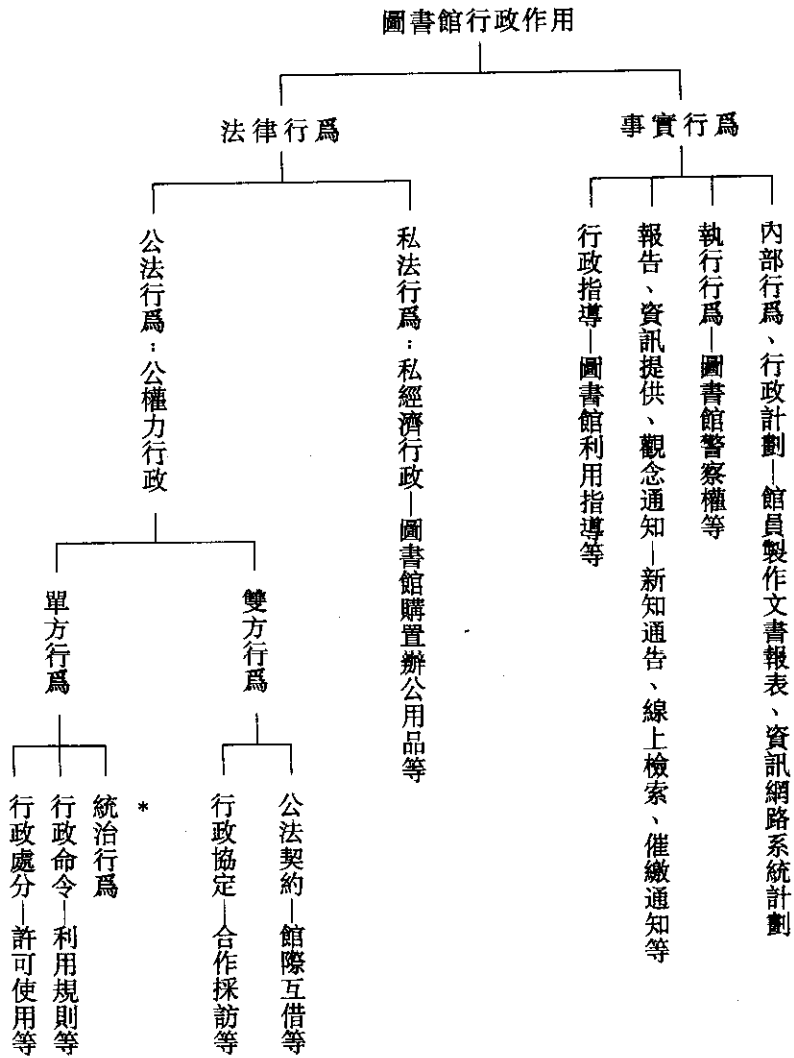 圖書館行政作用
事實行爲
法律行爲
內部行爲、行政計劃—館員製作文書報表、資訊網路系統計劃
執行行爲—圖書館警察權等
報告、資訊提供、觀念通知—新知通告、線上檢索、催繳通知等
行政指導—圖書館利用指導等
私法行爲：私經濟行政—圖書館購置辦公用品等
公法行爲：公權力行政
雙方行爲
單方行爲
公法契約—館際互借等
行政協定—合作採訪等
*
統治行爲
行政命令—利用規則等
行政處分—許可使用等